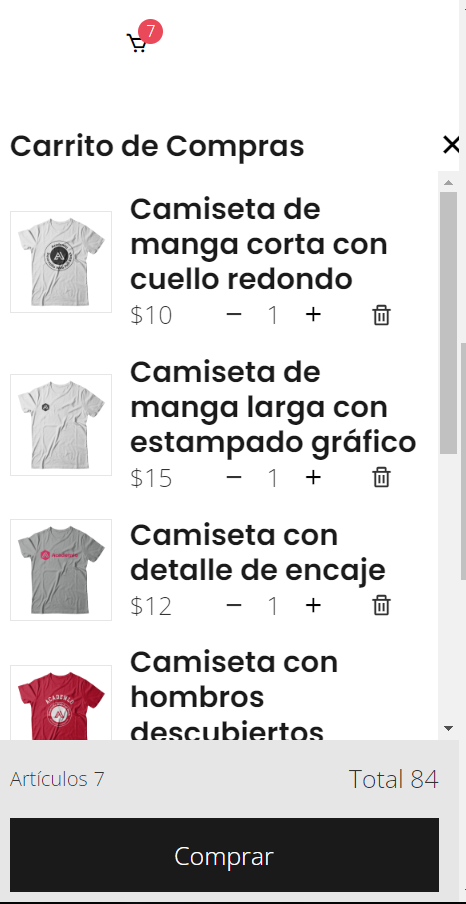 7
Carrito de Compras
Camiseta de
manga corta con
cuello redondo
$10 − 1 +
Camiseta de
manga larga con
estampado gráfico
$15 − 1 +
Camiseta con
detalle de encaje
$12 − 1 +
Camiseta con
hombros
descubiertos
Artículos 7 Total 84
Comprar